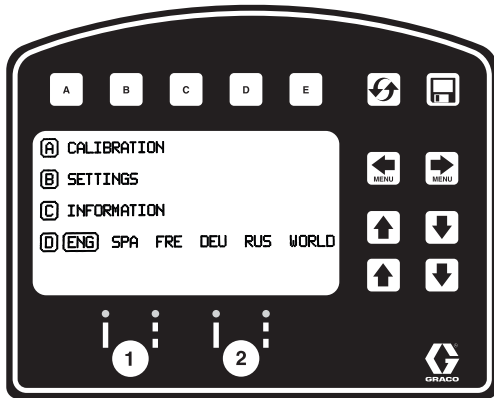 A B C D E
A CALIBRATION
MENU MENU
B SETTINGS
C INFORMATION
D ENG SPA FRE DEU RUS WORLD
1 2
GRACO